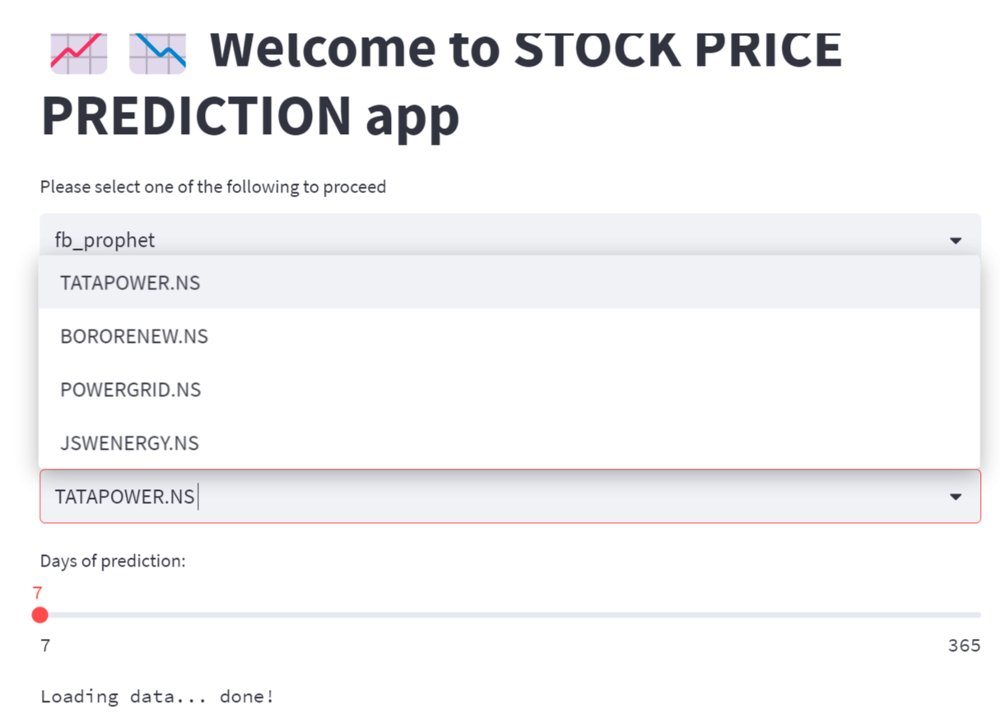 Welcome to STOCK PRICE
PREDICTION app
Please select one of the following to proceed
fb_prophet
TATAPOWER.NS
BORORENEW.NS
POWERGRID.NS
JSWENERGY.NS
TATAPOWER.NS
Days of prediction:
7
7 365
Loading data... done!